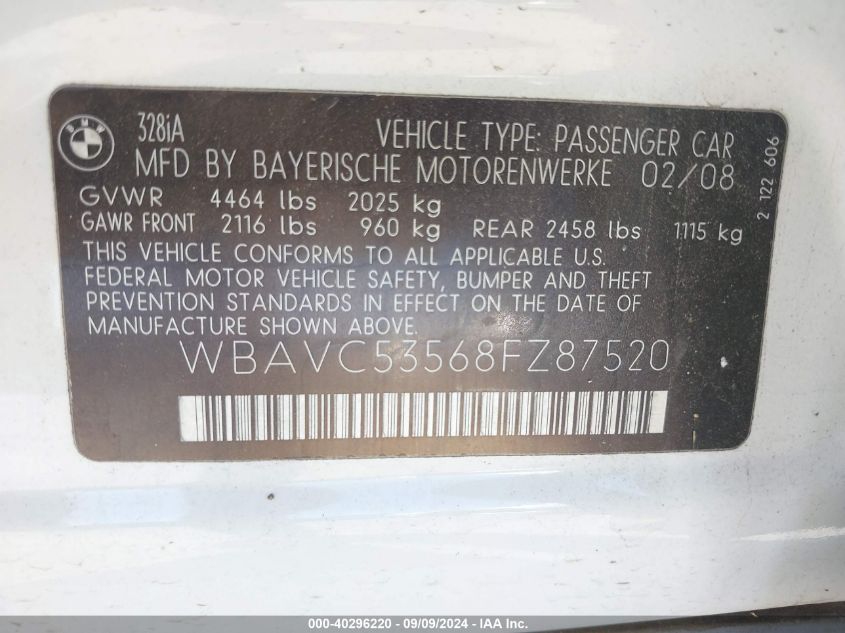 BMW
328iA
VEHICLE TYPE: PASSENGER CAR
MFD BY BAYERISCHE MOTORENWERKE 02/08
GVWR 4464 lbs 2025 kg
GAWR FRONT 2116 lbs 960 kg REAR 2458 lbs 1115 kg
THIS VEHICLE CONFORMS TO ALL APPLICABLE U.S.
FEDERAL MOTOR VEHICLE SAFETY, BUMPER AND THEFT
PREVENTION STANDARDS IN EFFECT ON THE DATE OF
MANUFACTURE SHOWN ABOVE.
WBAVC53568FZ87520
2 122 606
000-40296220 - 09/09/2024 - IAA Inc.